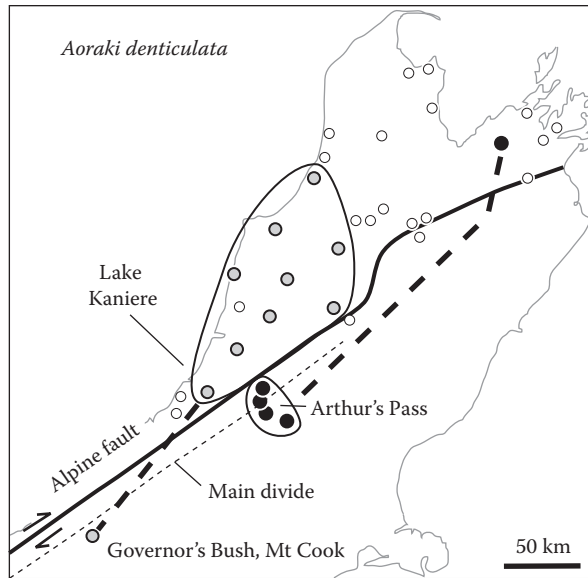 Aoraki denticulata
Lake
Kaniere
Arthur's Pass
Alpine fault
Main divide
Governor's Bush, Mt Cook
50 km